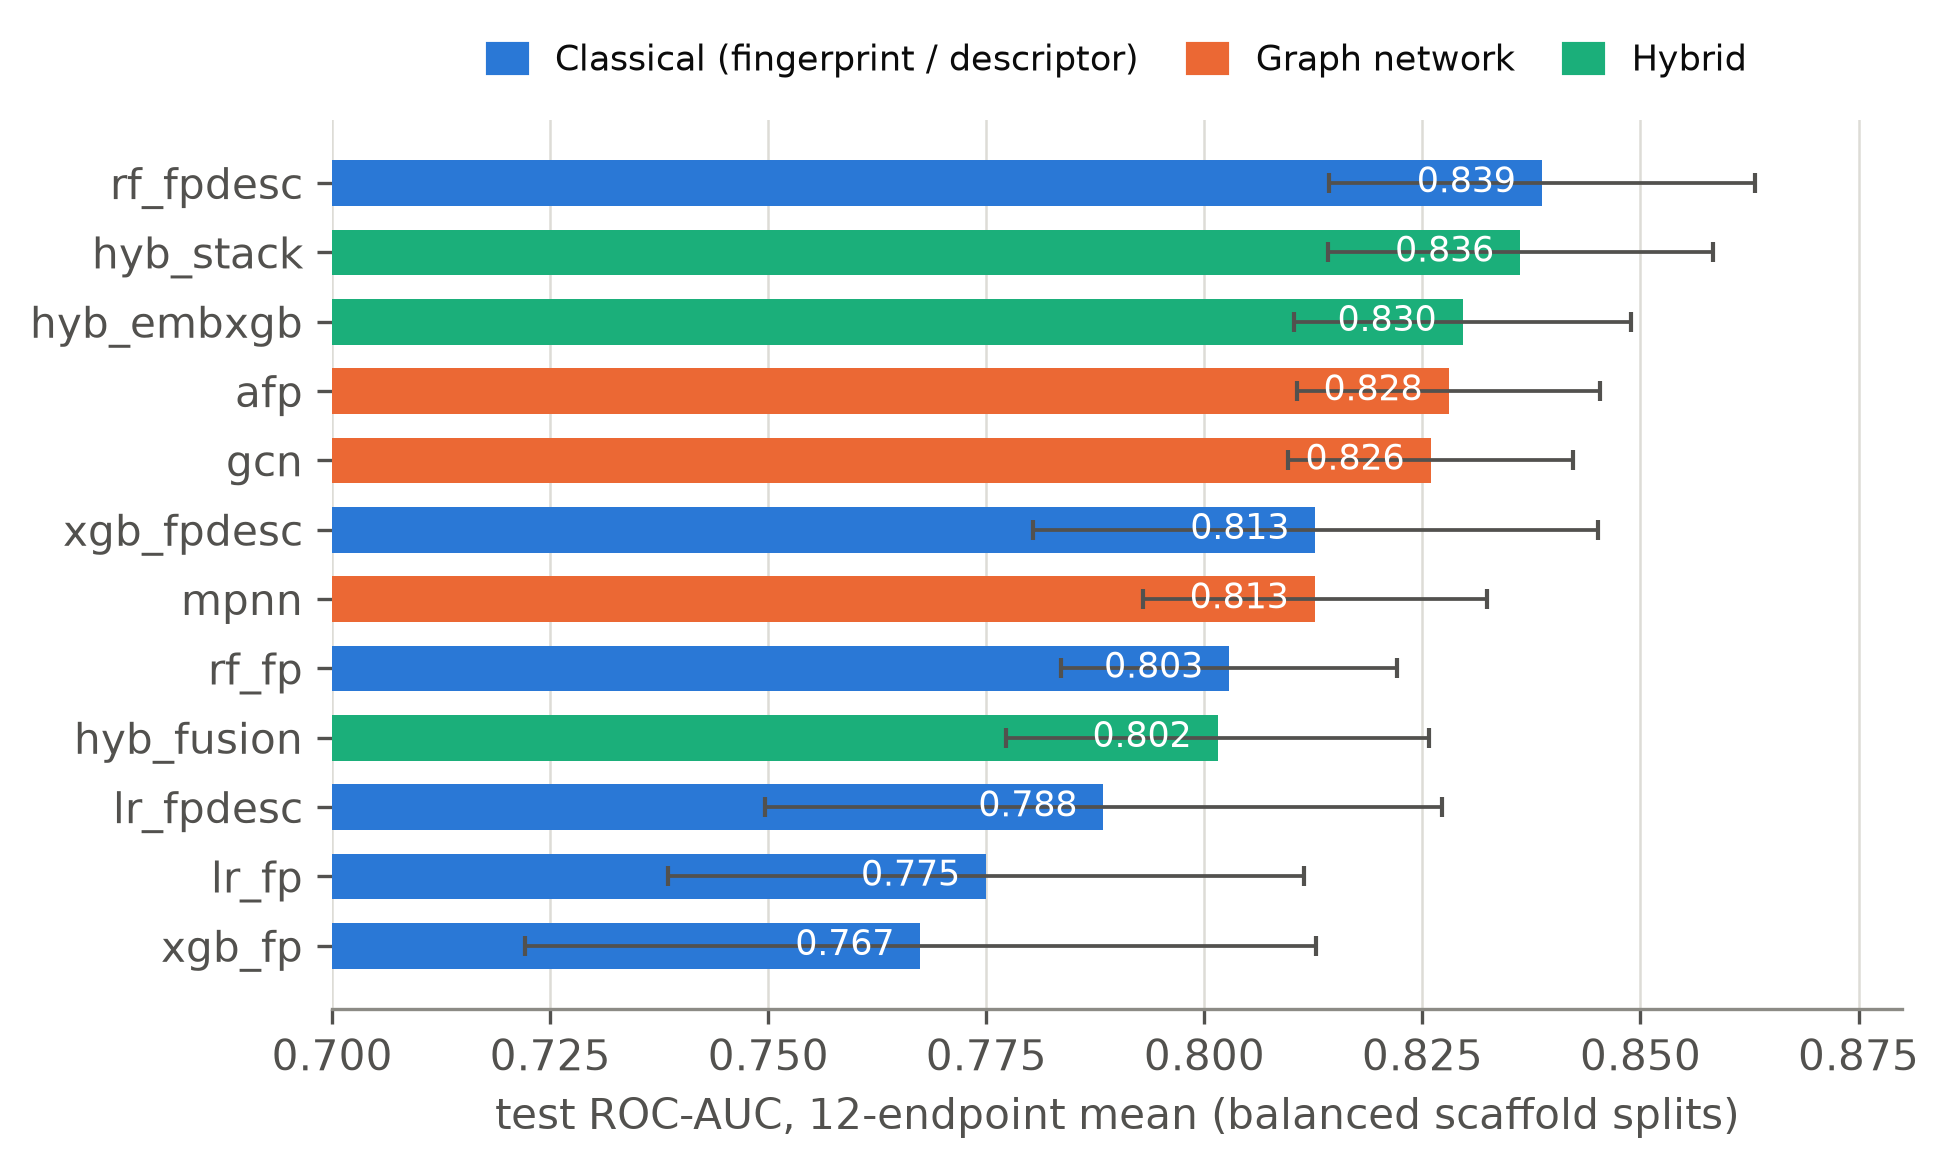 Classical (fingerprint / descriptor) Graph network Hybrid
rf_fpdesc 0.839
hyb_stack 0.836
hyb_embxgb 0.830
afp 0.828
gcn 0.826
xgb_fpdesc 0.813
mpnn 0.813
rf_fp 0.803
hyb_fusion 0.802
lr_fpdesc 0.788
lr_fp 0.775
xgb_fp 0.767
0.700 0.725 0.750 0.775 0.800 0.825 0.850 0.875
test ROC-AUC, 12-endpoint mean (balanced scaffold splits)